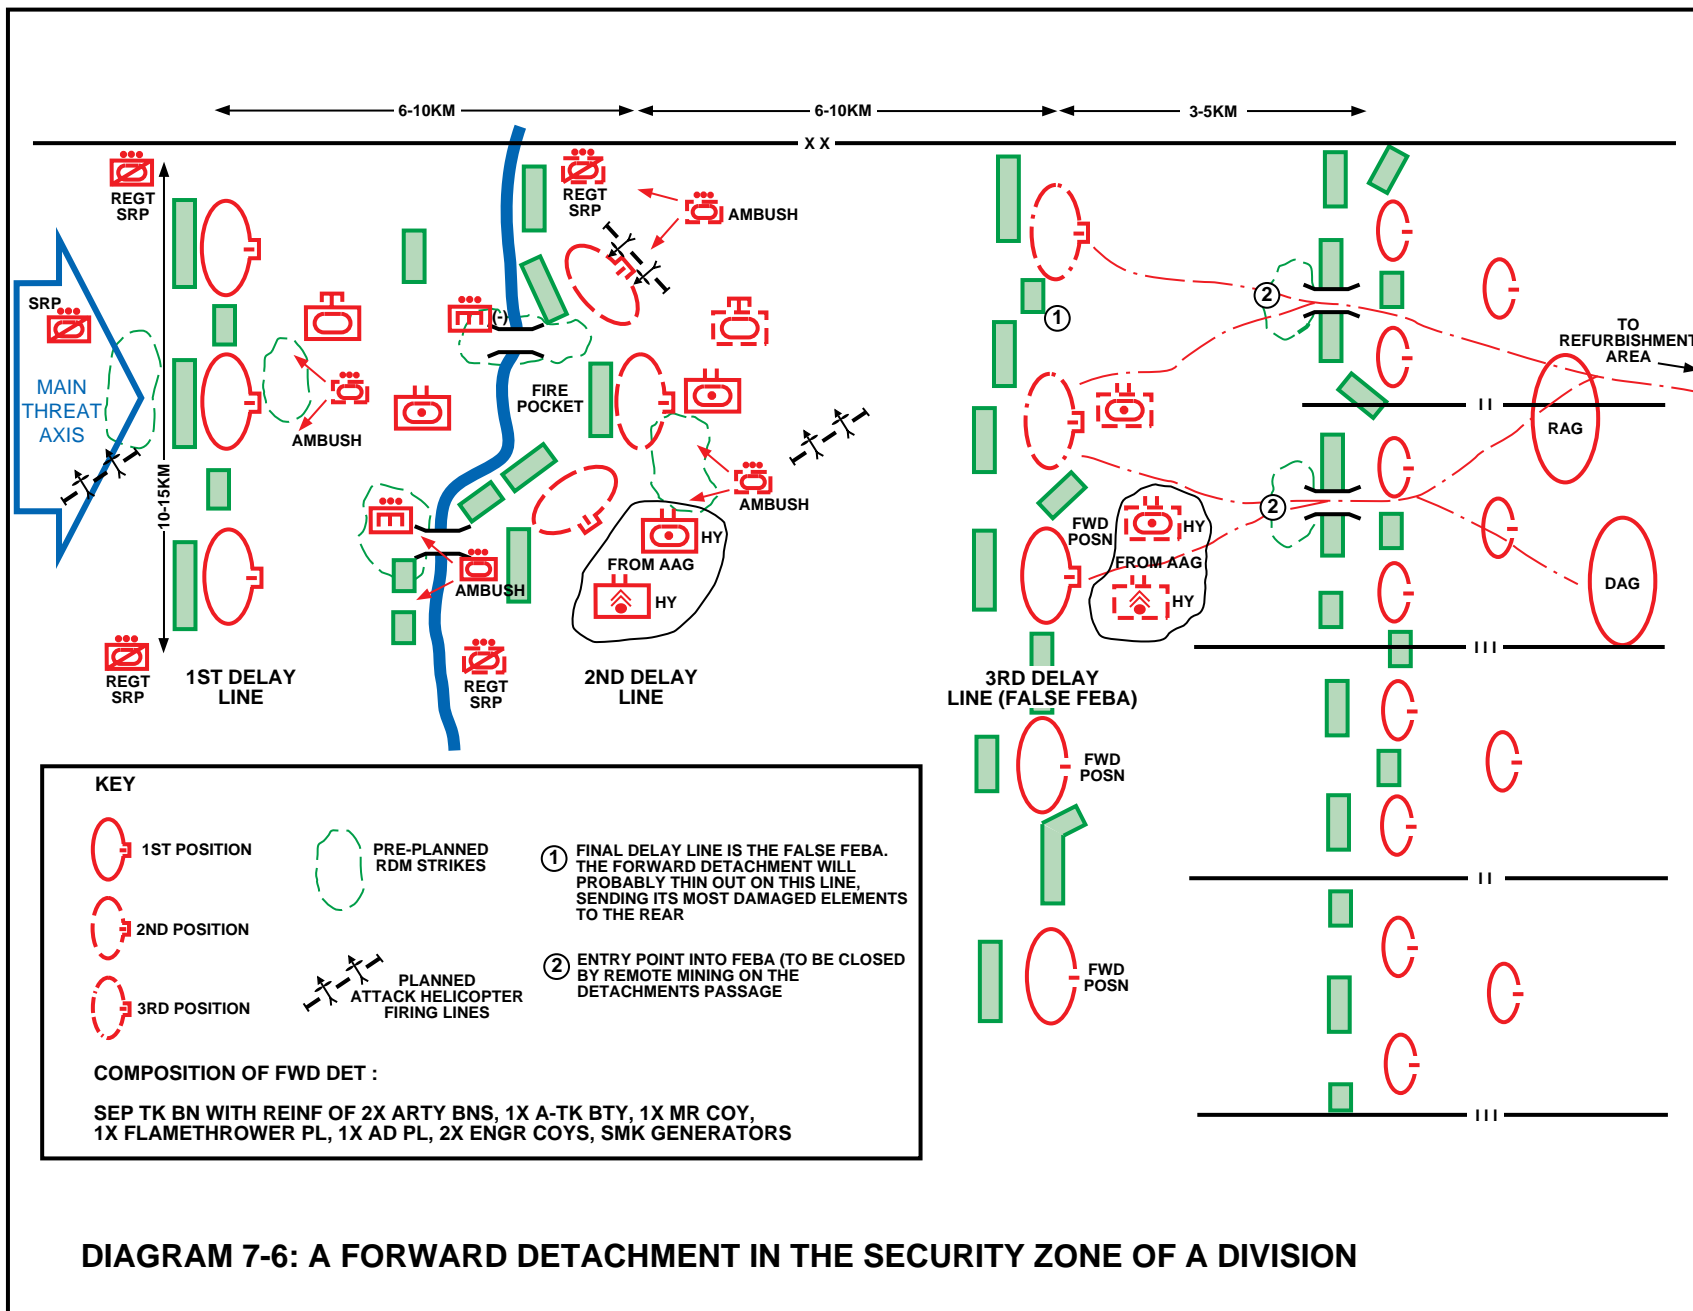 6-10KM
6-10KM
3-5KM
X X
REGT
SRP
REGT
SRP
AMBUSH
SRP
MAIN
THREAT
AXIS
10-15KM
(-)
FIRE
POCKET
AMBUSH
1
2
TO
REFURBISHMENT
AREA
I I
RAG
AMBUSH
HY
FROM AAG
HY
AMBUSH
FWD
POSN
HY
FROM AAG
HY
2
DAG
REGT
SRP
REGT
SRP
1ST DELAY
LINE
2ND DELAY
LINE
3RD DELAY
LINE (FALSE FEBA)
I I I
FWD
POSN
I I
FWD
POSN
I I I
KEY
1ST POSITION
2ND POSITION
3RD POSITION
PRE-PLANNED
RDM STRIKES
PLANNED
ATTACK HELICOPTER
FIRING LINES
1 FINAL DELAY LINE IS THE FALSE FEBA.
THE FORWARD DETACHMENT WILL
PROBABLY THIN OUT ON THIS LINE,
SENDING ITS MOST DAMAGED ELEMENTS
TO THE REAR
2 ENTRY POINT INTO FEBA (TO BE CLOSED
BY REMOTE MINING ON THE
DETACHMENTS PASSAGE
COMPOSITION OF FWD DET :
SEP TK BN WITH REINF OF 2X ARTY BNS, 1X A-TK BTY, 1X MR COY,
1X FLAMETHROWER PL, 1X AD PL, 2X ENGR COYS, SMK GENERATORS
DIAGRAM 7-6: A FORWARD DETACHMENT IN THE SECURITY ZONE OF A DIVISION